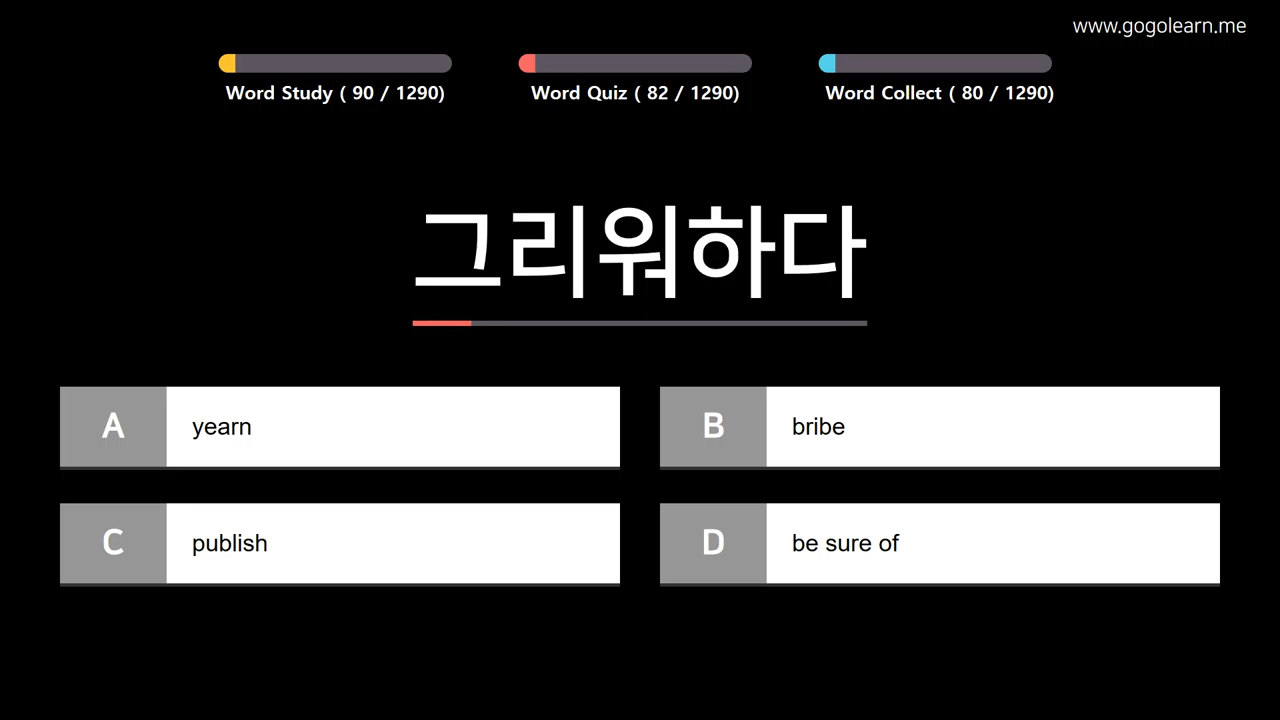 www.gogolearn.me
Word Study ( 90 / 1290)
Word Quiz ( 82 / 1290)
Word Collect ( 80 / 1290)
그리워하다
A yearn
B bribe
C publish
D be sure of